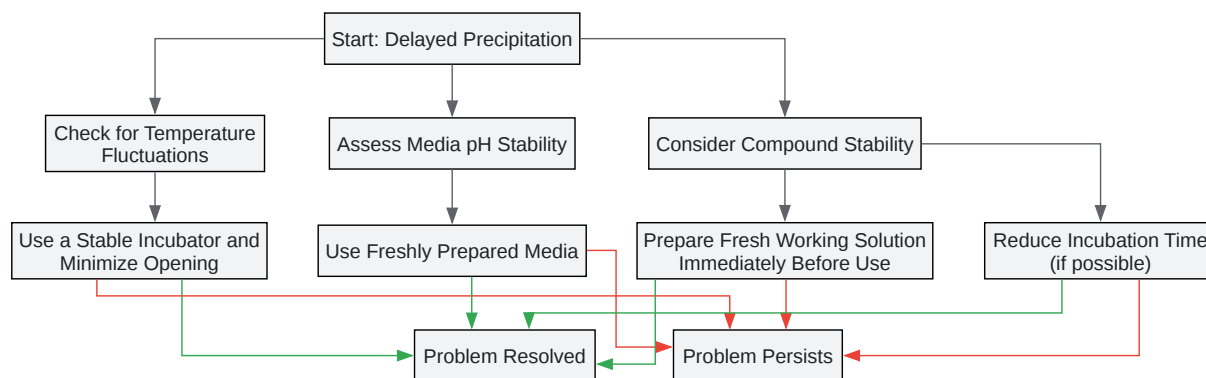 Start: Delayed Precipitation
Check for Temperature
Fluctuations
Assess Media pH Stability
Consider Compound Stability
Use a Stable Incubator and
Minimize Opening
Use Freshly Prepared Media
Prepare Fresh Working Solution
Immediately Before Use
Reduce Incubation Time
(if possible)
Problem Resolved
Problem Persists